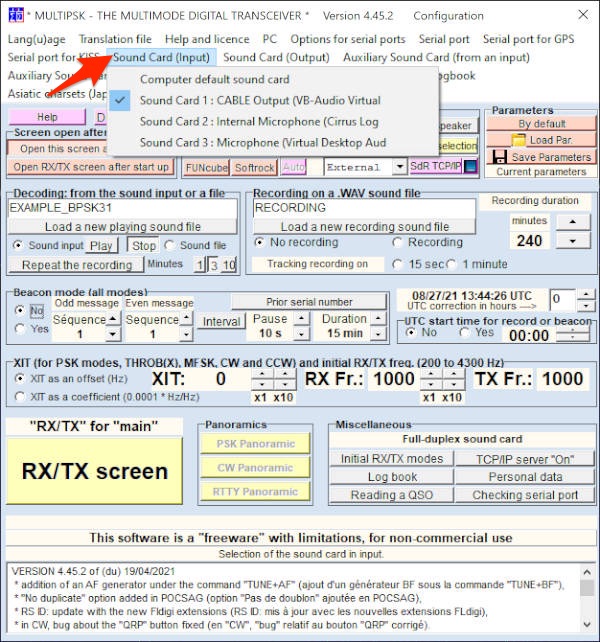 * MULTIPSK - THE MULTIMODE DIGITAL TRANSCEIVER * Version 4.45.2 Configuration
Lang(u)age Translation file Help and licence PC Options for serial ports Serial port Serial port for GPS
Serial port for KISS Sound Card (Input) Sound Card (Output) Auxiliary Sound Card (from an input)
Auxiliary Sound Car ogbook
Asiatic charsets (Jap
Computer default sound card
Sound Card 1 : CABLE Output (VB-Audio Virtual
Sound Card 2 : Internal Microphone (Cirrus Log
Sound Card 3 : Microphone (Virtual Desktop Aud
Help D peaker
Parameters
By default
Load Par.
Save Parameters
Current parameters
Screen open after
Open this screen a selection
Open RX/TX screen after start up FUNcube Softrock Auto External SdR TCP/IP
Decoding: from the sound input or a file
EXAMPLE_BPSK31
Load a new playing sound file
Sound input Play Stop Sound file
Repeat the recording Minutes 1 3 10
Recording on a .WAV sound file
RECORDING
Load a new recording sound file
No recording Recording
Tracking recording on 15 sec 1 minute
Recording duration
minutes
240
Beacon mode (all modes)
No
Yes
Odd message Even message
Séquence Sequence
1 1
Interval
Prior serial number
Pause Duration
10 s 15 min
08/27/21 13:44:26 UTC
UTC correction in hours ---->
0
UTC start time for record or beacon
No Yes 00:00
XIT (for PSK modes, THROB(X), MFSK, CW and CCW) and initial RX/TX freq. (200 to 4300 Hz)
XIT as an offset (Hz)
XIT as a coefficient (0.0001 * Hz/Hz)
XIT: 0 RX Fr.: 1000 TX Fr.: 1000
x1 x10 x1 x10
"RX/TX" for "main"
RX/TX screen
Panoramics
PSK Panoramic
CW Panoramic
RTTY Panoramic
Miscellaneous
Full-duplex sound card
Initial RX/TX modes TCP/IP server "On"
Log book Personal data
Reading a QSO Checking serial port
This software is a "freeware" with limitations, for non-commercial use
Selection of the sound card in input.
VERSION 4.45.2 of (du) 19/04/2021
* addition of an AF generator under the command "TUNE+AF" (ajout d'un générateur BF sous la commande "TUNE+BF"),
* "No duplicate" option added in POCSAG (option "Pas de doublon" ajoutée en POCSAG),
* RS ID: update with the new Fldigi extensions (RS ID: mis à jour avec les nouvelles extensions FLdigi),
* in CW, bug about the "QRP" button fixed (en "CW", "bug" relatif au bouton "QRP" corrigé).